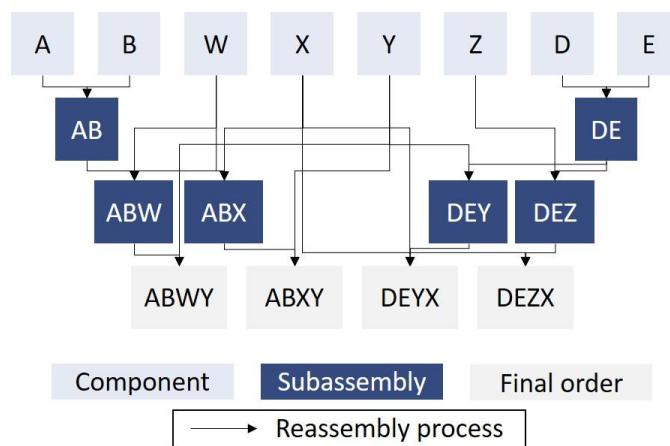 A B W X Y Z D E
AB DE
ABW ABX DEY DEZ
ABWY ABXY DEYX DEZX
Component Subassembly Final order
Reassembly process